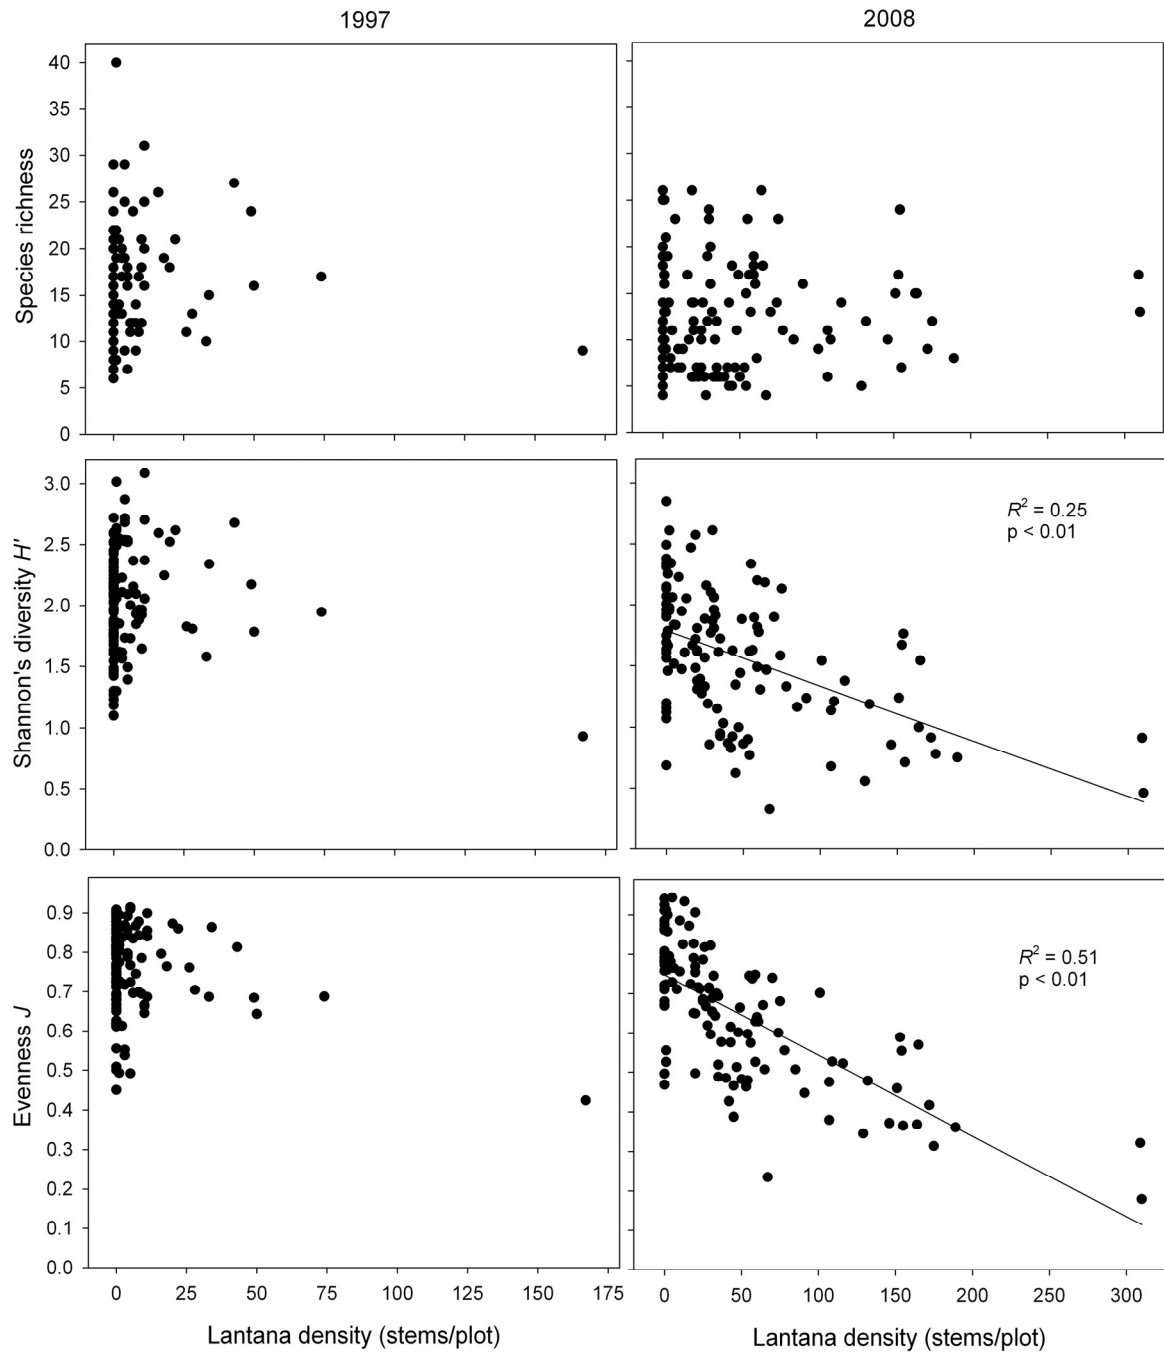 1997
2008
Species richness
40
35
30
25
20
15
10
5
0
Shannon's diversity H'
3.0
2.5
2.0
1.5
1.0
0.5
0.0
R² = 0.25
p < 0.01
Evenness J
0.9
0.8
0.7
0.6
0.5
0.4
0.3
0.2
0.1
0.0
R² = 0.51
p < 0.01
0 25 50 75 100 125 150 175
0 50 100 150 200 250 300
Lantana density (stems/plot)
Lantana density (stems/plot)